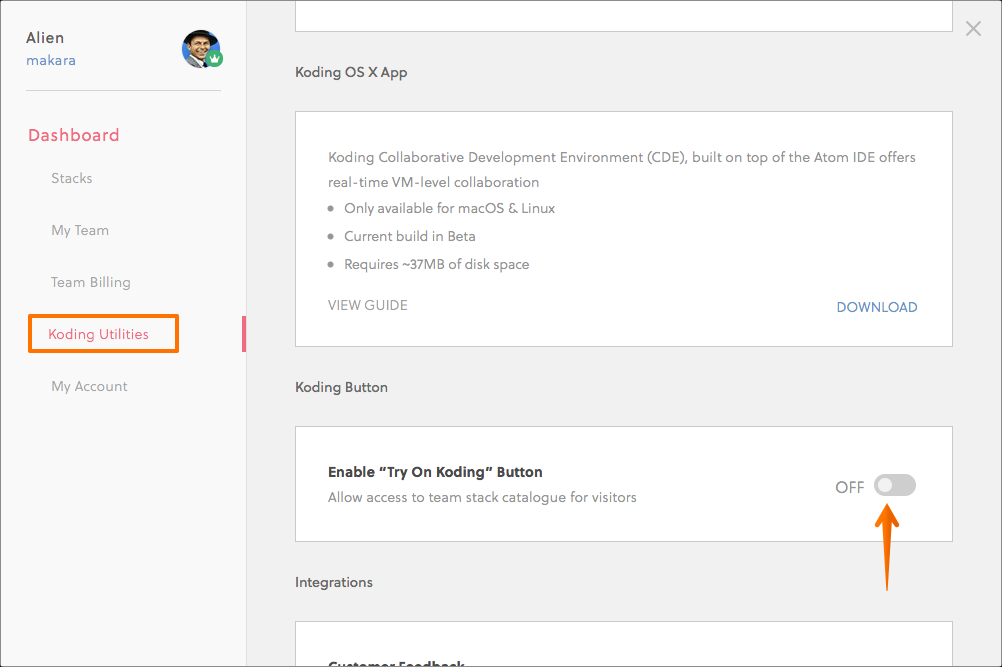 Alien
makara
Dashboard
Stacks
My Team
Team Billing
Koding Utilities
My Account
Koding OS X App
Koding Collaborative Development Environment (CDE), built on top of the Atom IDE offers
real-time VM-level collaboration
Only available for macOS & Linux
Current build in Beta
Requires ~37MB of disk space
VIEW GUIDE
DOWNLOAD
Koding Button
Enable “Try On Koding” Button
Allow access to team stack catalogue for visitors
OFF
Integrations
Customer Feedback